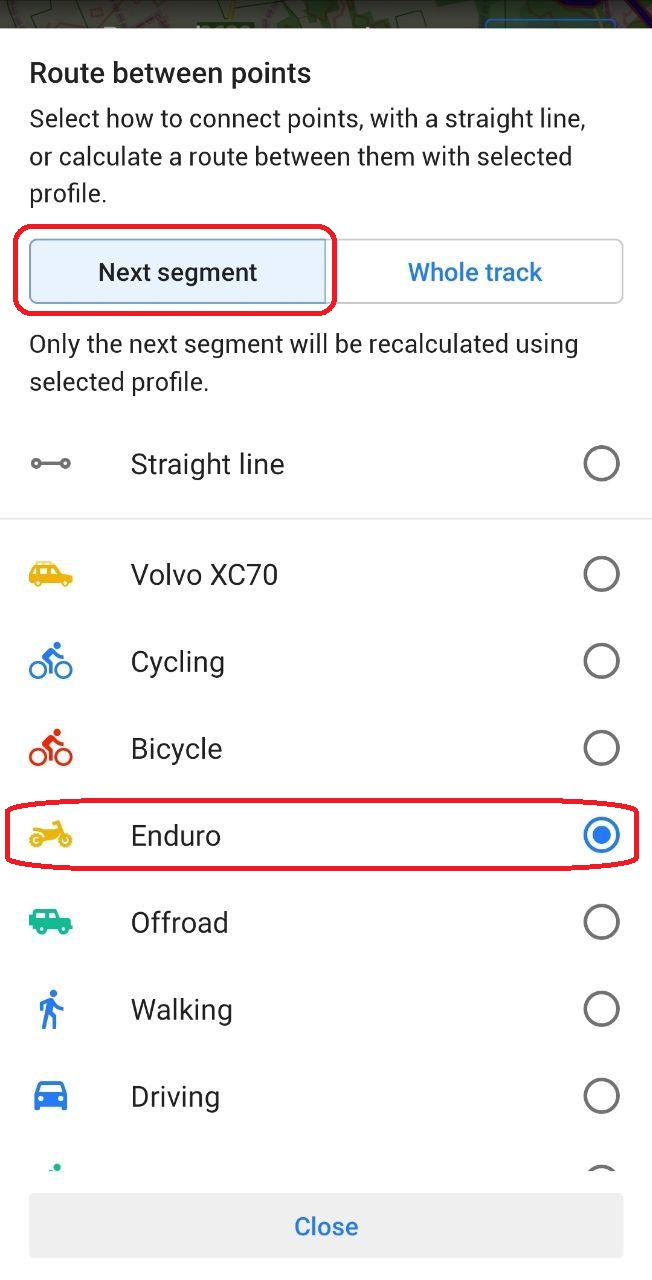 Route between points
Select how to connect points, with a straight line,
or calculate a route between them with selected
profile.
Next segment
Whole track
Only the next segment will be recalculated using
selected profile.
Straight line
Volvo XC70
Cycling
Bicycle
Enduro
Offroad
Walking
Driving
Close